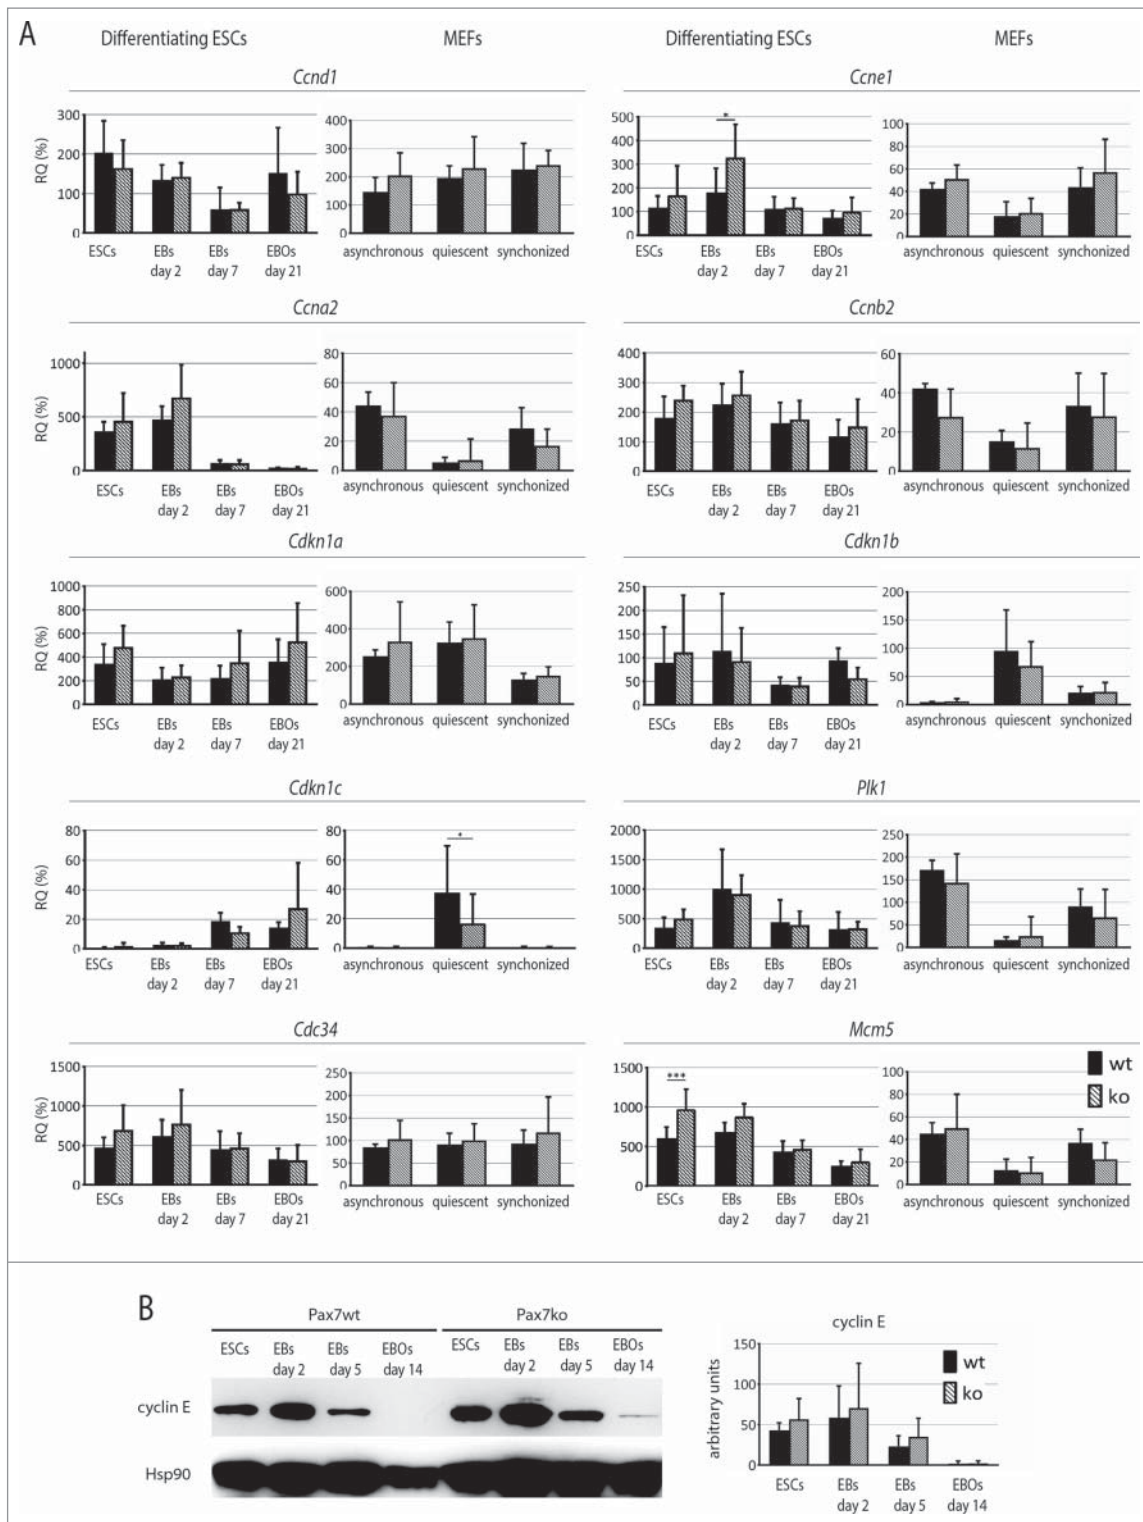 A
Differentiating ESCs MEFs Differentiating ESCs MEFs
Ccnd1 Ccne1
RQ (%)
300
200
100
0
ESCs EBs day 2 EBs day 7 EBOs day 21
400
300
200
100
0
asynchronous quiescent synchonized
500
400
300
200
100
0
*
ESCs EBs day 2 EBs day 7 EBOs day 21
100
80
60
40
20
0
asynchronous quiescent synchonized
Ccna2 Ccnb2
RQ (%)
1000
500
0
ESCs EBs day 2 EBs day 7 EBOs day 21
80
60
40
20
0
asynchronous quiescent synchonized
400
300
200
100
0
ESCs EBs day 2 EBs day 7 EBOs day 21
60
40
20
0
asynchronous quiescent synchonized
Cdkn1a Cdkn1b
RQ (%)
1000
800
600
400
200
0
ESCs EBs day 2 EBs day 7 EBOs day 21
600
400
200
0
asynchronous quiescent synchonized
250
200
150
100
50
0
ESCs EBs day 2 EBs day 7 EBOs day 21
200
150
100
50
0
asynchronous quiescent synchonized
Cdkn1c Plk1
RQ (%)
80
60
40
20
0
ESCs EBs day 2 EBs day 7 EBOs day 21
80
60
40
20
0
*
asynchronous quiescent synchonized
2000
1500
1000
500
0
ESCs EBs day 2 EBs day 7 EBOs day 21
250
200
150
100
50
0
asynchronous quiescent synchonized
Cdc34 Mcm5
RQ (%)
1500
1000
500
0
ESCs EBs day 2 EBs day 7 EBOs day 21
250
200
150
100
50
0
asynchronous quiescent synchonized
1500
1000
500
0
***
ESCs EBs day 2 EBs day 7 EBOs day 21
wt
ko
100
80
60
40
20
0
asynchronous quiescent synchonized
B
Pax7wt Pax7ko
ESCs EBs day 2 EBs day 5 EBOs day 14 ESCs EBs day 2 EBs day 5 EBOs day 14
cyclin E
Hsp90
cyclin E
arbitrary units
150
100
50
0
wt
ko
ESCs EBs day 2 EBs day 5 EBOs day 14